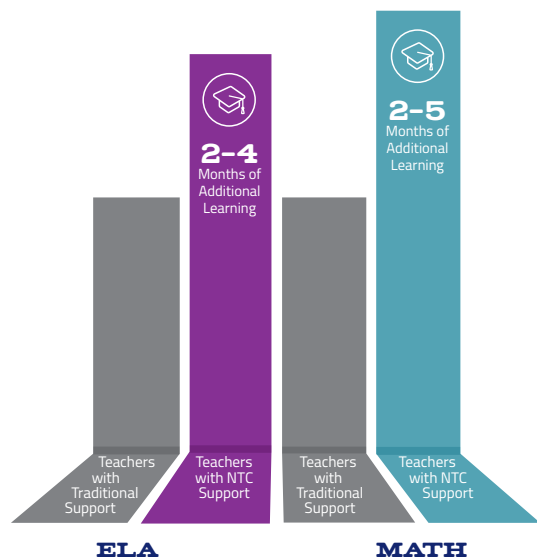 2-4
Months of
Additional
Learning
2-5
Months of
Additional
Learning
Teachers
with
Traditional
Support
Teachers
with NTC
Support
Teachers
with
Traditional
Support
Teachers
with NTC
Support
ELA
MATH